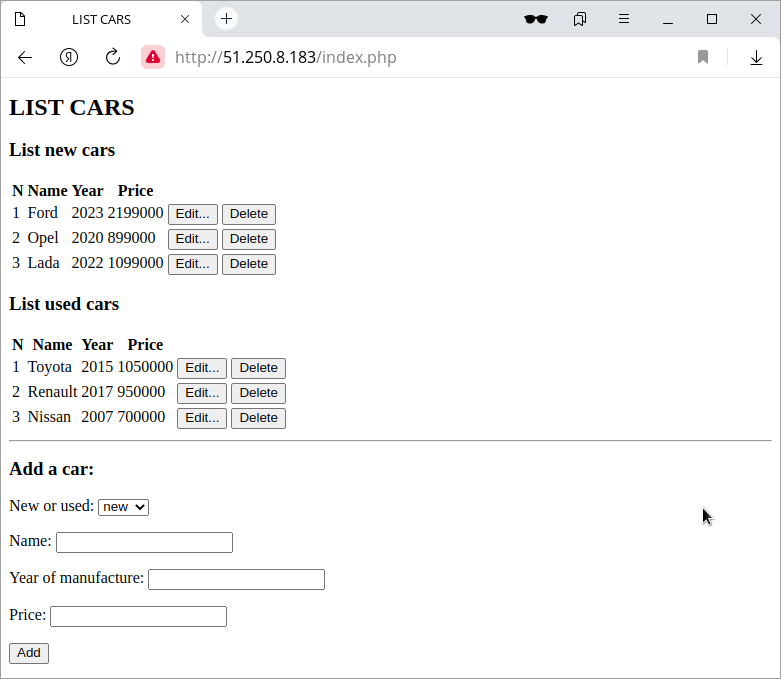 LIST CARS
http://51.250.8.183/index.php
LIST CARS
List new cars
N Name Year Price
1 Ford 2023 2199000 Edit... Delete
2 Opel 2020 899000 Edit... Delete
3 Lada 2022 1099000 Edit... Delete
List used cars
N Name Year Price
1 Toyota 2015 1050000 Edit... Delete
2 Renault 2017 950000 Edit... Delete
3 Nissan 2007 700000 Edit... Delete
Add a car:
New or used: new
Name:
Year of manufacture:
Price:
Add